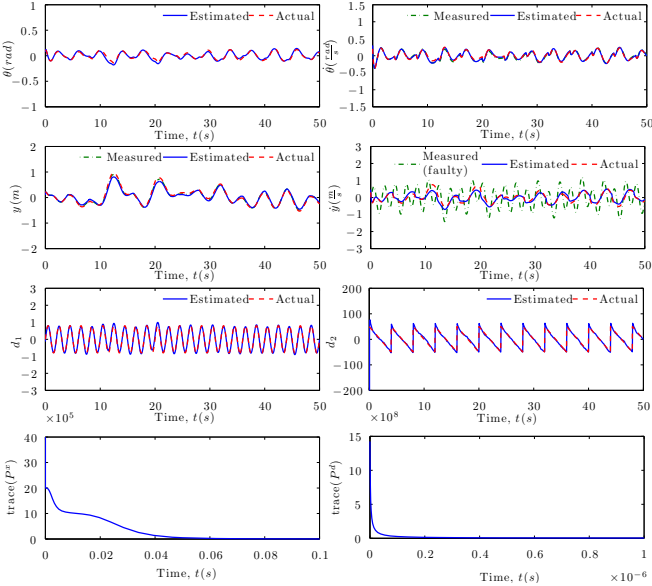 Estimated Actual
θ(rad)
1
0.5
0
−0.5
−1
0 10 20 30 40 50
Time, t(s)
Measured Estimated Actual
θ̇(rad/s)
1.5
1
0.5
0
−0.5
−1
−1.5
0 10 20 30 40 50
Time, t(s)
Measured Estimated Actual
y(m)
2
1
0
−1
−2
0 10 20 30 40 50
Time, t(s)
Measured
(faulty) Estimated Actual
ẏ(m/s)
3
2
1
0
−1
−2
−3
0 10 20 30 40 50
Time, t(s)
Estimated Actual
d₁
3
2
1
0
−1
−2
−3
0 10 20 30 40 50
Time, t(s)
Estimated Actual
d₂
200
100
0
−100
−200
0 10 20 30 40 50
Time, t(s)
×10⁵
trace(Pˣ)
40
30
20
10
0
0 0.02 0.04 0.06 0.08 0.1
Time, t(s)
×10⁸
trace(Pᵈ)
15
10
5
0
0 0.2 0.4 0.6 0.8 1
×10⁻⁶
Time, t(s)